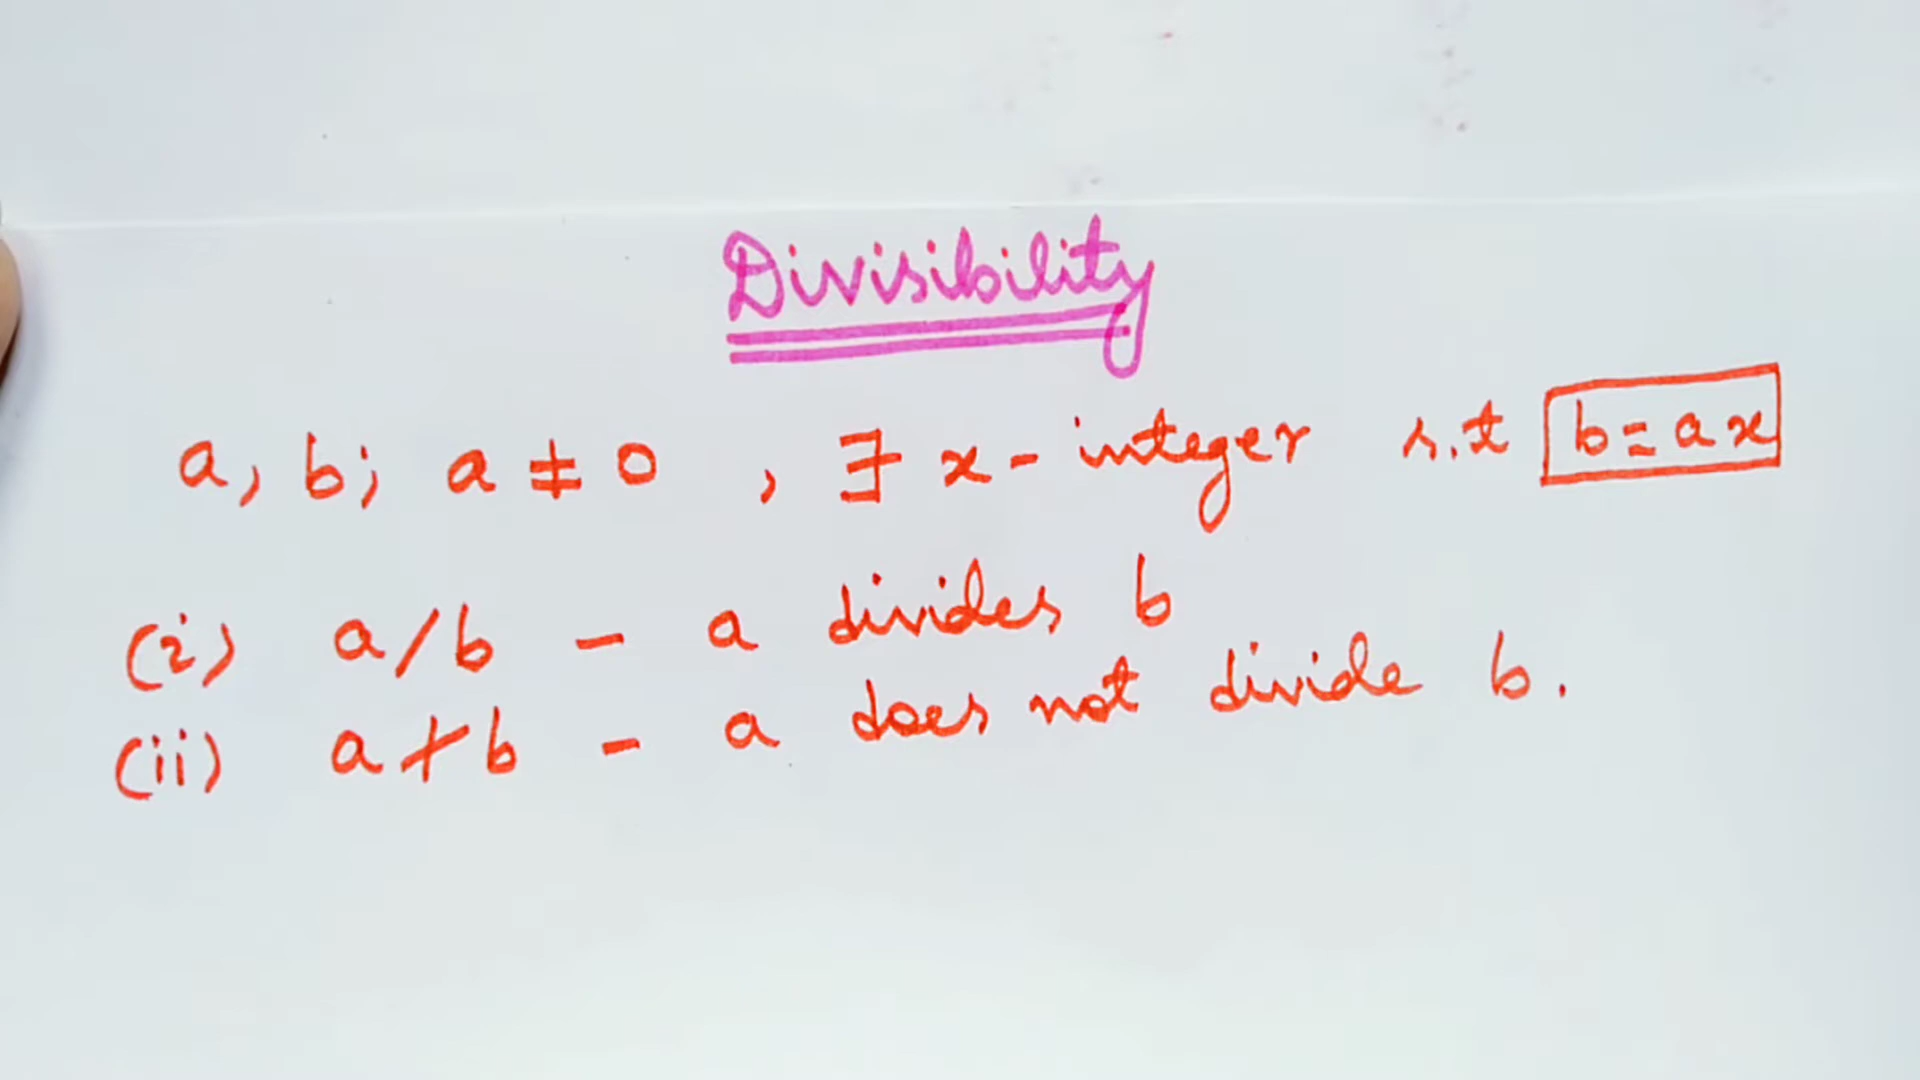 Divisibility
a, b; a ≠ 0 , ∃ x - integer s.t b = ax
(i) a/b - a divides b
(ii) a∤b - a does not divide b.